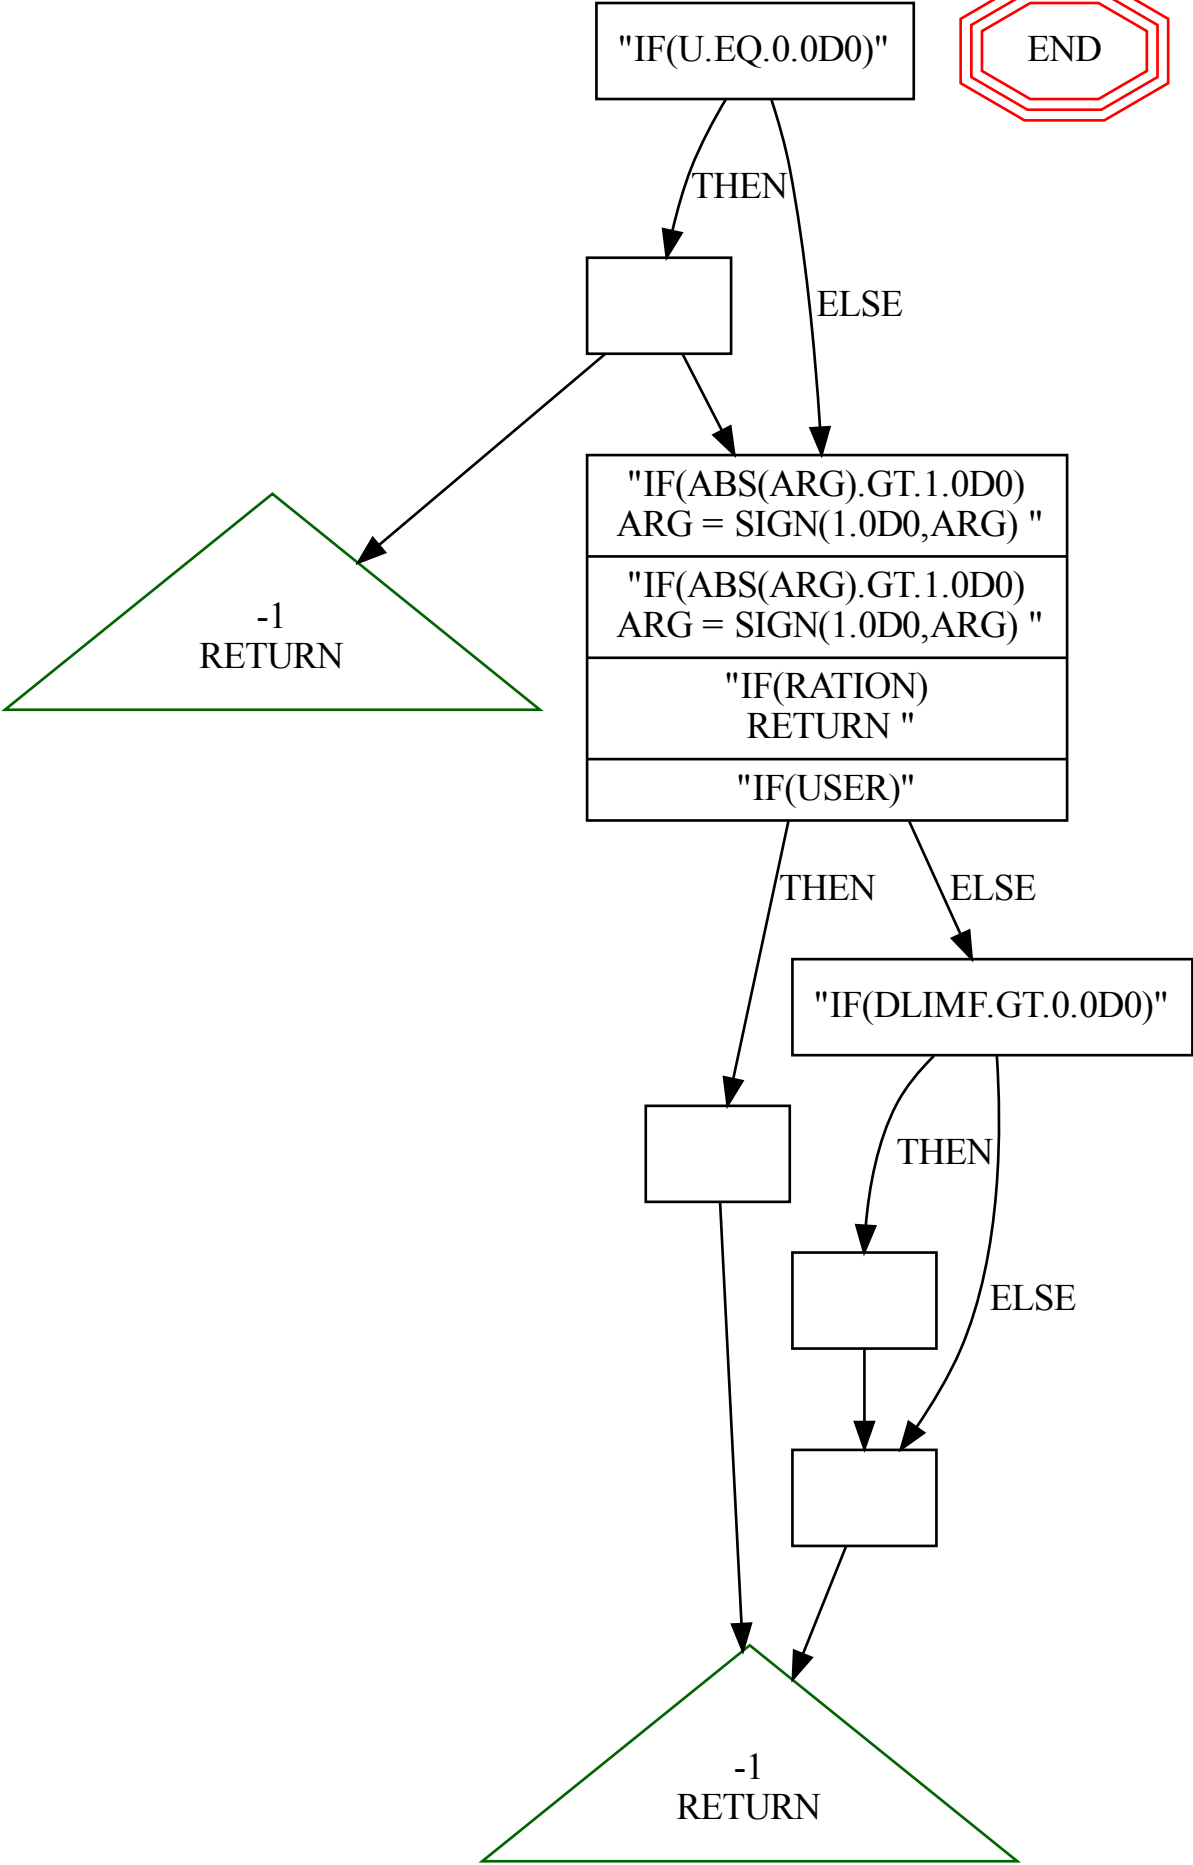 "IF(U.EQ.0.0D0)"
END
THEN
ELSE
"IF(ABS(ARG).GT.1.0D0)
ARG = SIGN(1.0D0,ARG) "
"IF(ABS(ARG).GT.1.0D0)
ARG = SIGN(1.0D0,ARG) "
-1
RETURN
"IF(RATION)
RETURN "
"IF(USER)"
THEN
ELSE
"IF(DLIMF.GT.0.0D0)"
THEN
ELSE
-1
RETURN